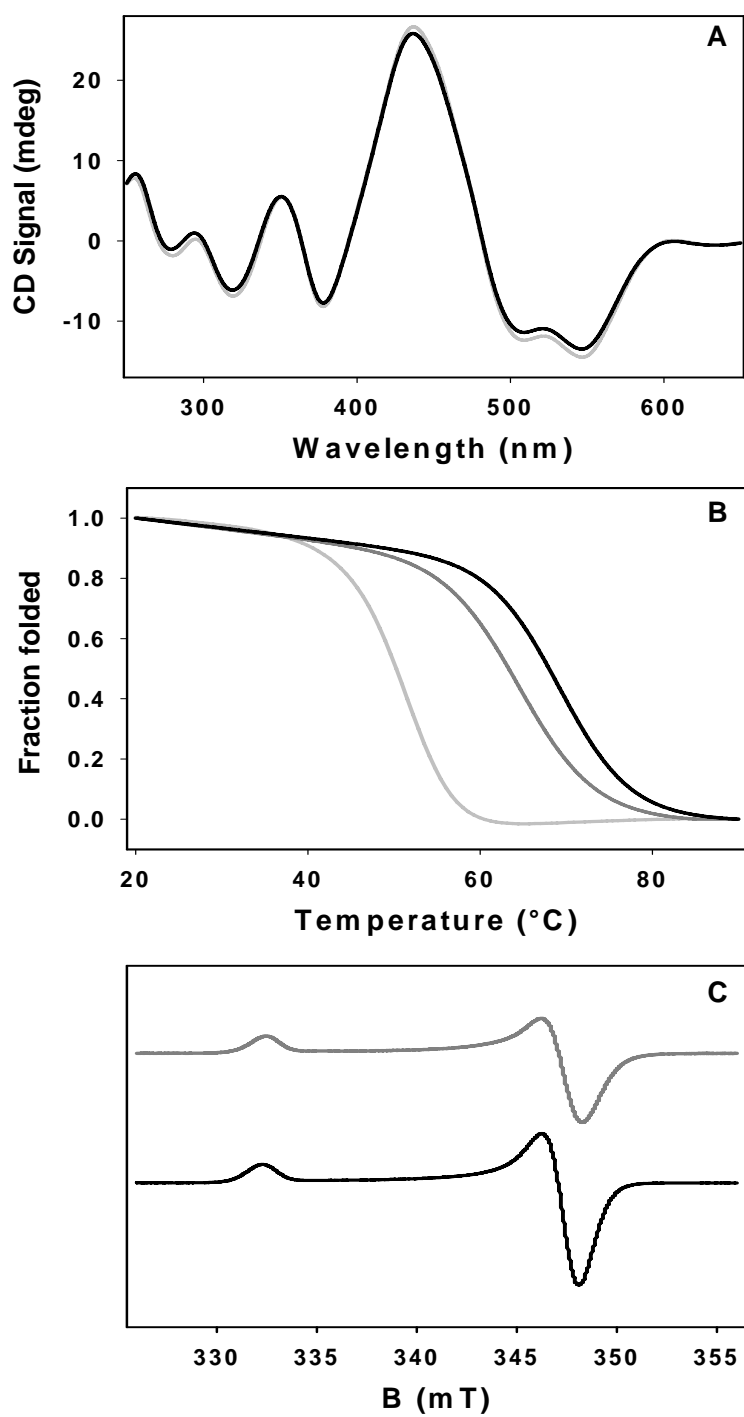 A
20
10
0
-10
CD Signal (mdeg)
300 400 500 600
Wavelength (nm)
B
1.0
0.8
0.6
0.4
0.2
0.0
Fraction folded
20 40 60 80
Temperature (°C)
C
330 335 340 345 350 355
B (mT)